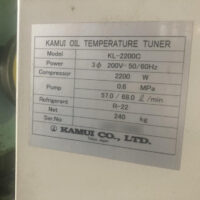 KAMUI OIL TEMPERATURE TUNER
Model KL-2200C
Power 3ϕ 200V- 50/60Hz
Compressor 2200 W
Pump 0.6 MPa
57.0 / 68.0 ℓ / min
Refrigerant R-22
Net. 240 kg
Ser.No
KAMUI CO., LTD.